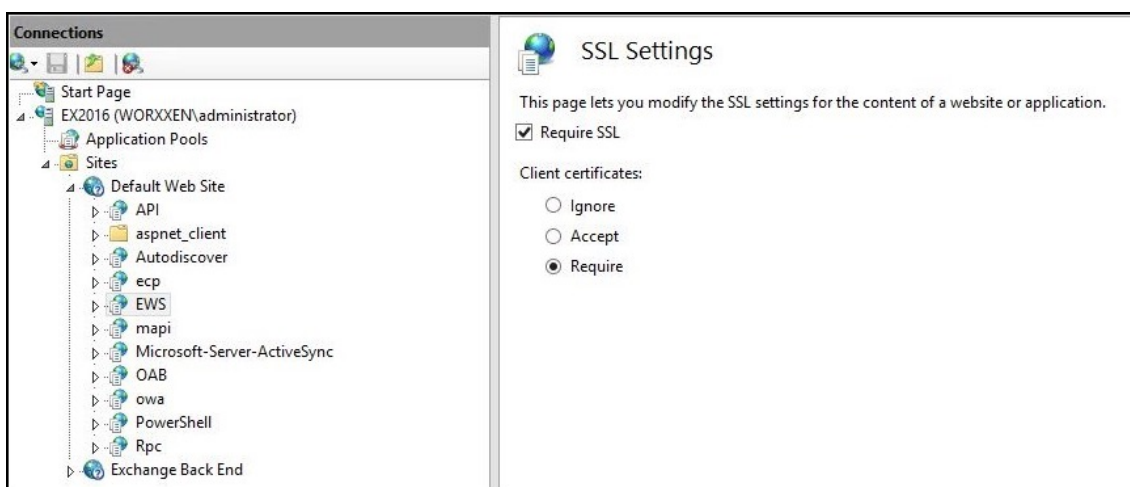 Connections
Start Page
EX2016 (WORXXEN\administrator)
Application Pools
Sites
Default Web Site
API
aspnet_client
Autodiscover
ecp
EWS
mapi
Microsoft-Server-ActiveSync
OAB
owa
PowerShell
Rpc
Exchange Back End
SSL Settings
This page lets you modify the SSL settings for the content of a website or application.
Require SSL
Client certificates:
Ignore
Accept
Require